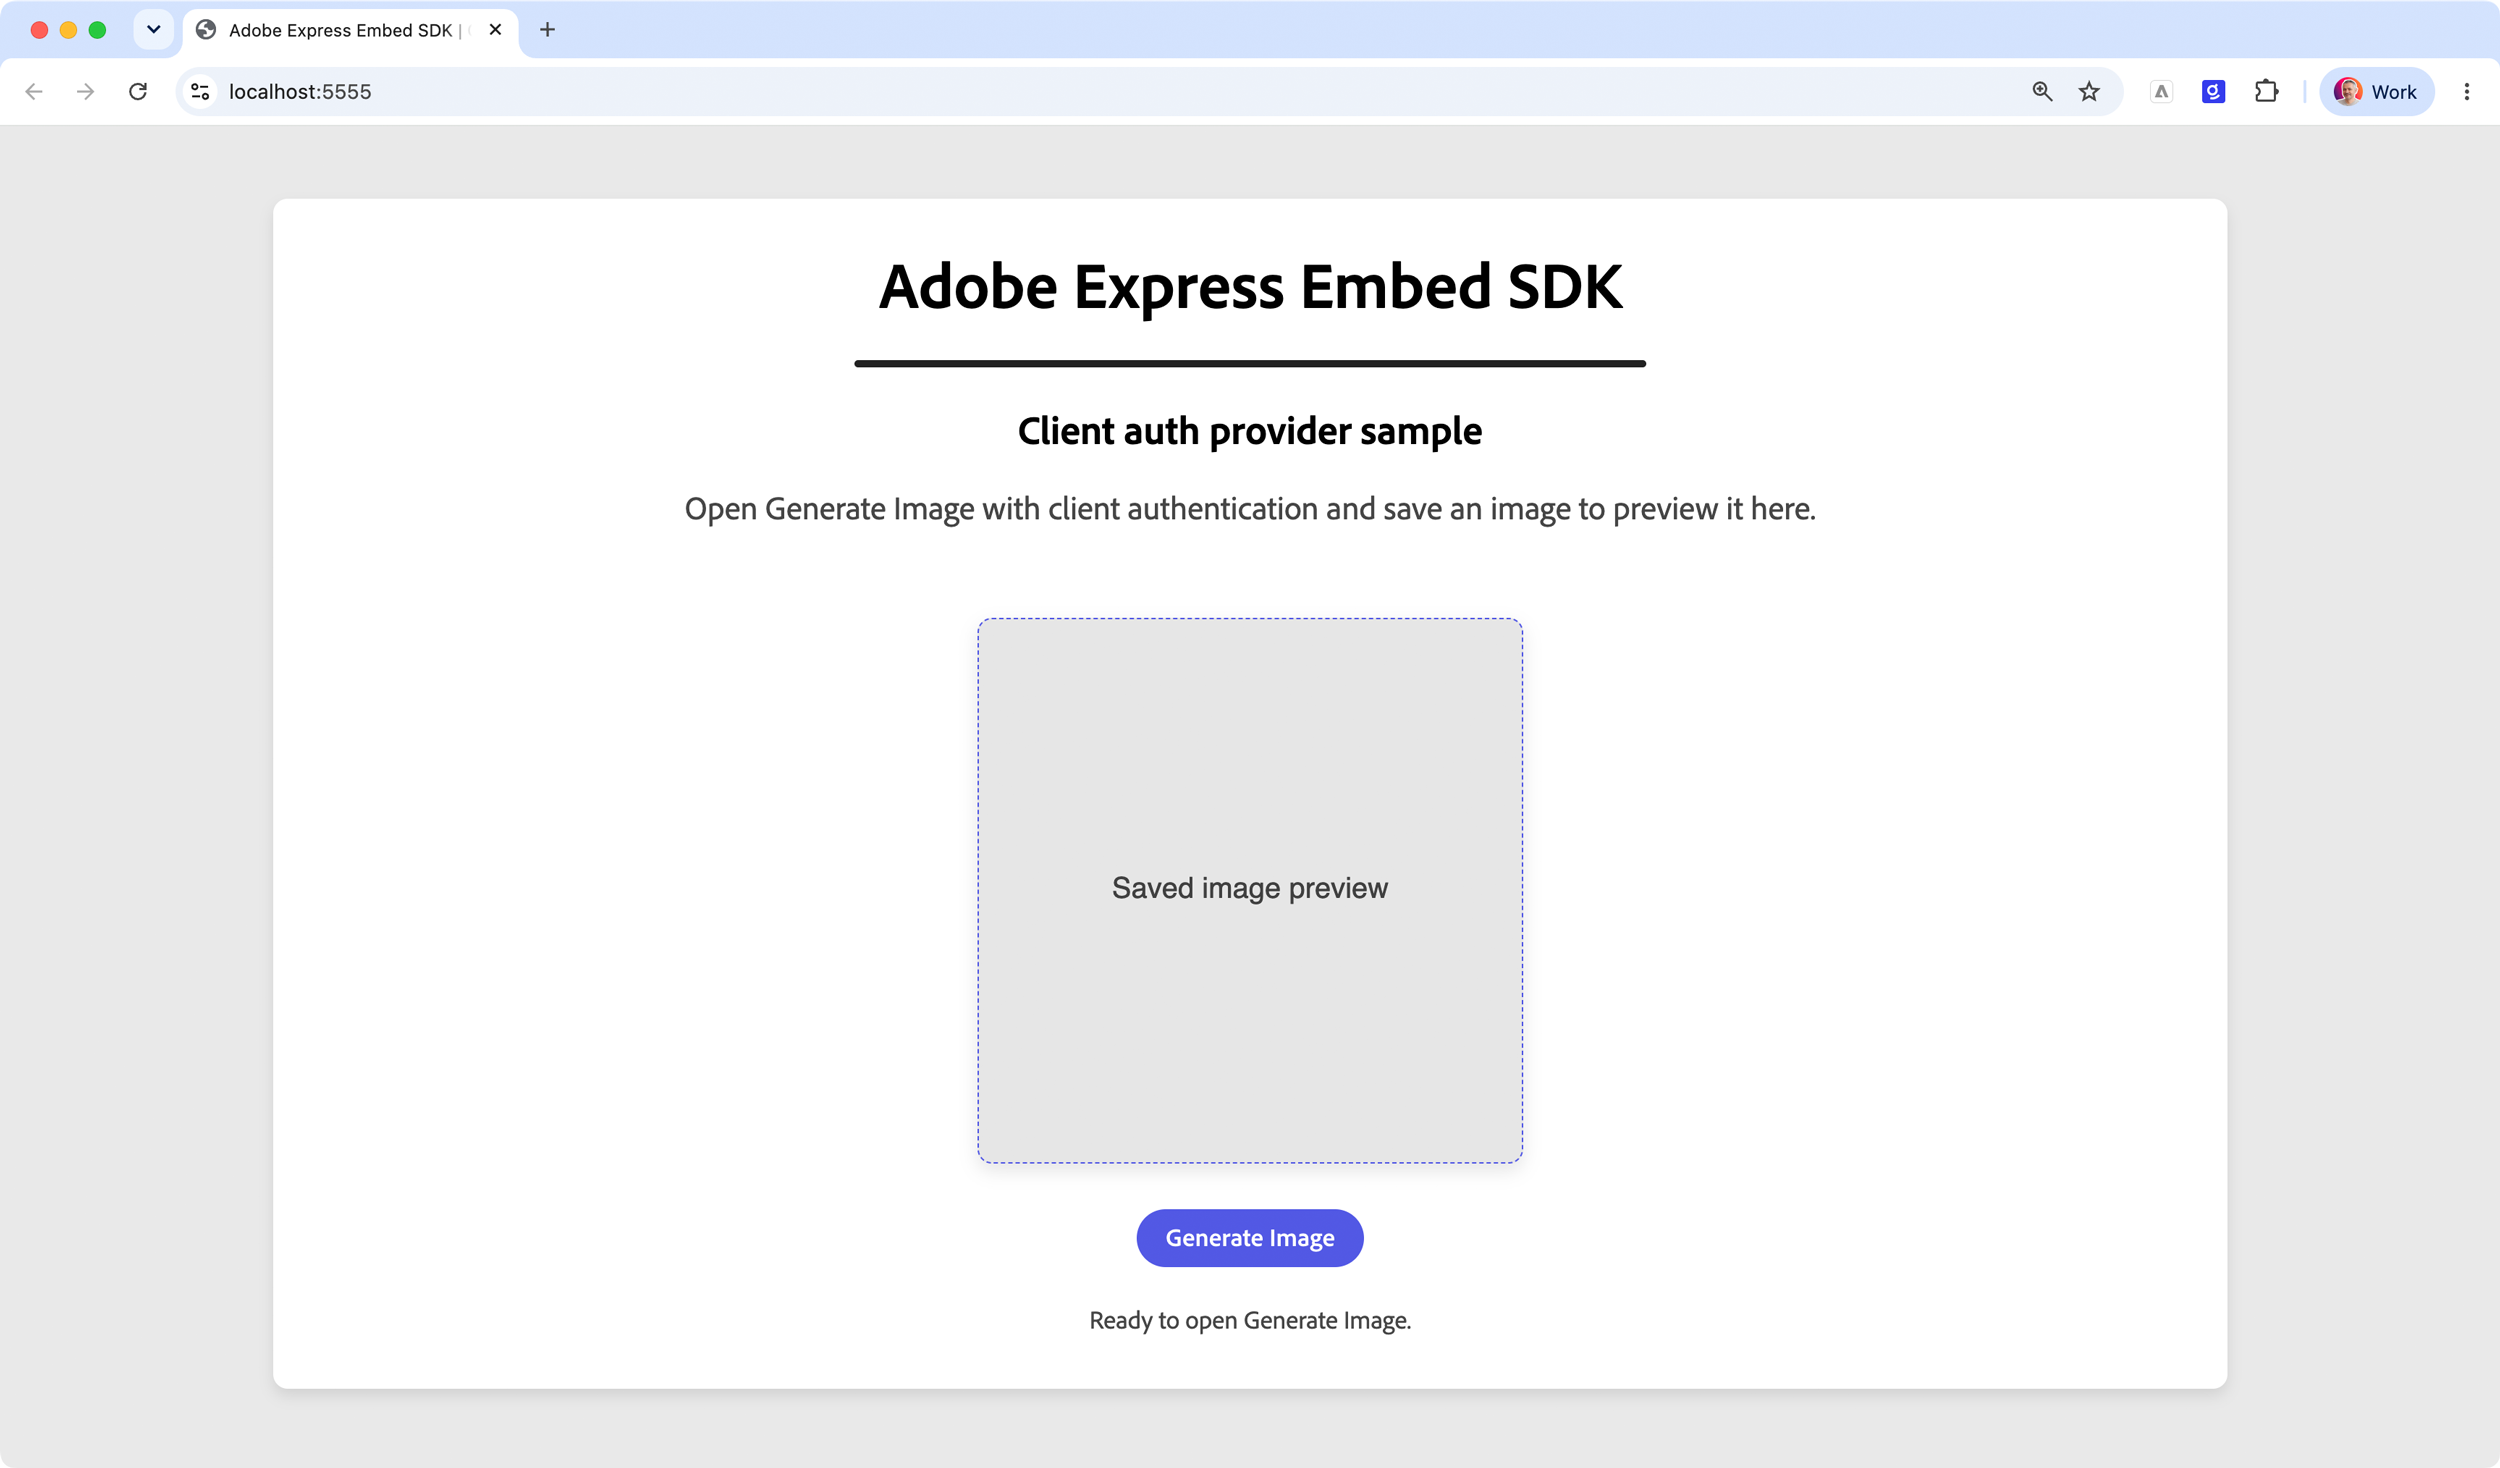 Adobe Express Embed SDK |
localhost:5555
Work
Adobe Express Embed SDK
Client auth provider sample
Open Generate Image with client authentication and save an image to preview it here.
Saved image preview
Generate Image
Ready to open Generate Image.